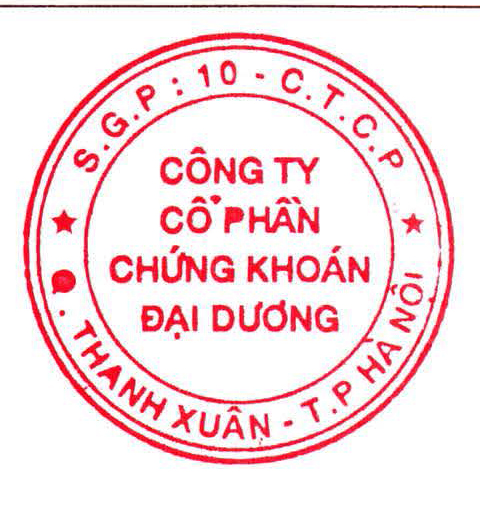 S.G.P : 10 - C.T.C.P
CÔNG TY
CỔ PHẦN
CHỨNG KHOÁN
ĐẠI DƯƠNG
Q. THANH XUÂN - T.P HÀ NỘI